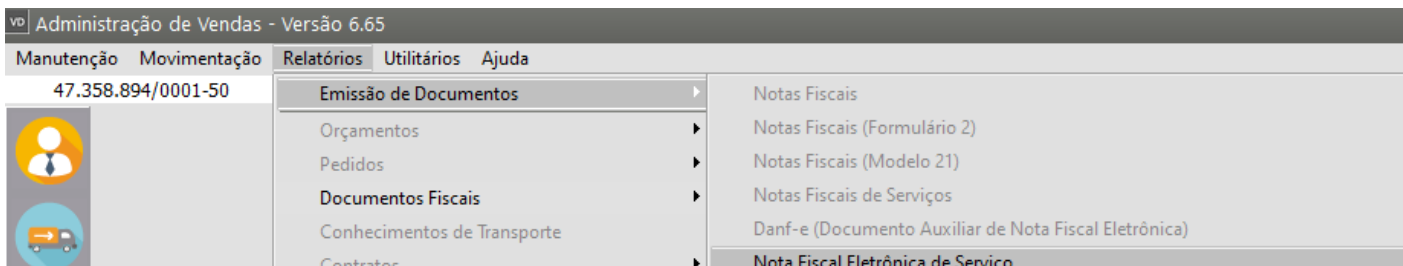 VD Administração de Vendas - Versão 6.65
Manutenção Movimentação Relatórios Utilitários Ajuda
47.358.894/0001-50
Emissão de Documentos
Orçamentos
Pedidos
Documentos Fiscais
Conhecimentos de Transporte
Contratos
Notas Fiscais
Notas Fiscais (Formulário 2)
Notas Fiscais (Modelo 21)
Notas Fiscais de Serviços
Danf-e (Documento Auxiliar de Nota Fiscal Eletrônica)
Nota Fiscal Eletrônica de Serviço